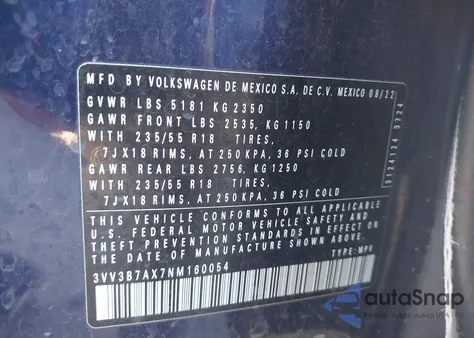 MFD BY VOLKSWAGEN DE MEXICO S.A. DE C.V. MEXICO 08/22
GVWR LBS 5181 KG 2350
GAWR FRONT LBS 2535, KG 1150
WITH 235/55 R18 TIRES,
7JX18 RIMS, AT 250 KPA, 36 PSI COLD
GAWR REAR LBS 2756, KG 1250
WITH 235/55 R18 TIRES,
7JX18 RIMS, AT 250 KPA, 36 PSI COLD
THIS VEHICLE CONFORMS TO ALL APPLICABLE
U.S. FEDERAL MOTOR VEHICLE SAFETY AND
THEFT PREVENTION STANDARDS IN EFFECT ON
THE DATE OF MANUFACTURE SHOWN ABOVE.
3VV3B7AX7NM160054 TYPE: MPV
3124124 3724
autoSnap